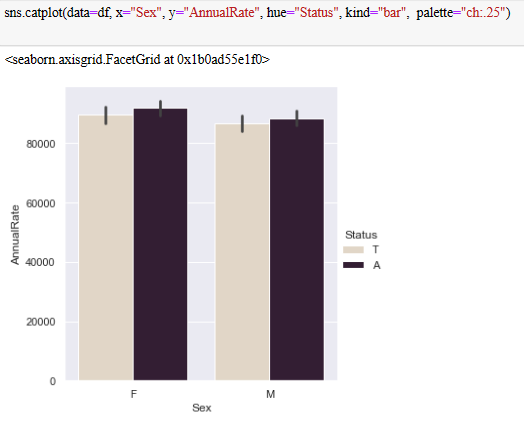 sns.catplot(data=df, x="Sex", y="AnnualRate", hue="Status", kind="bar",  palette="ch:.25")
<seaborn.axisgrid.FacetGrid at 0x1b0ad55e1f0>
80000
60000
40000
20000
0
AnnualRate
F
M
Sex
Status
T
A